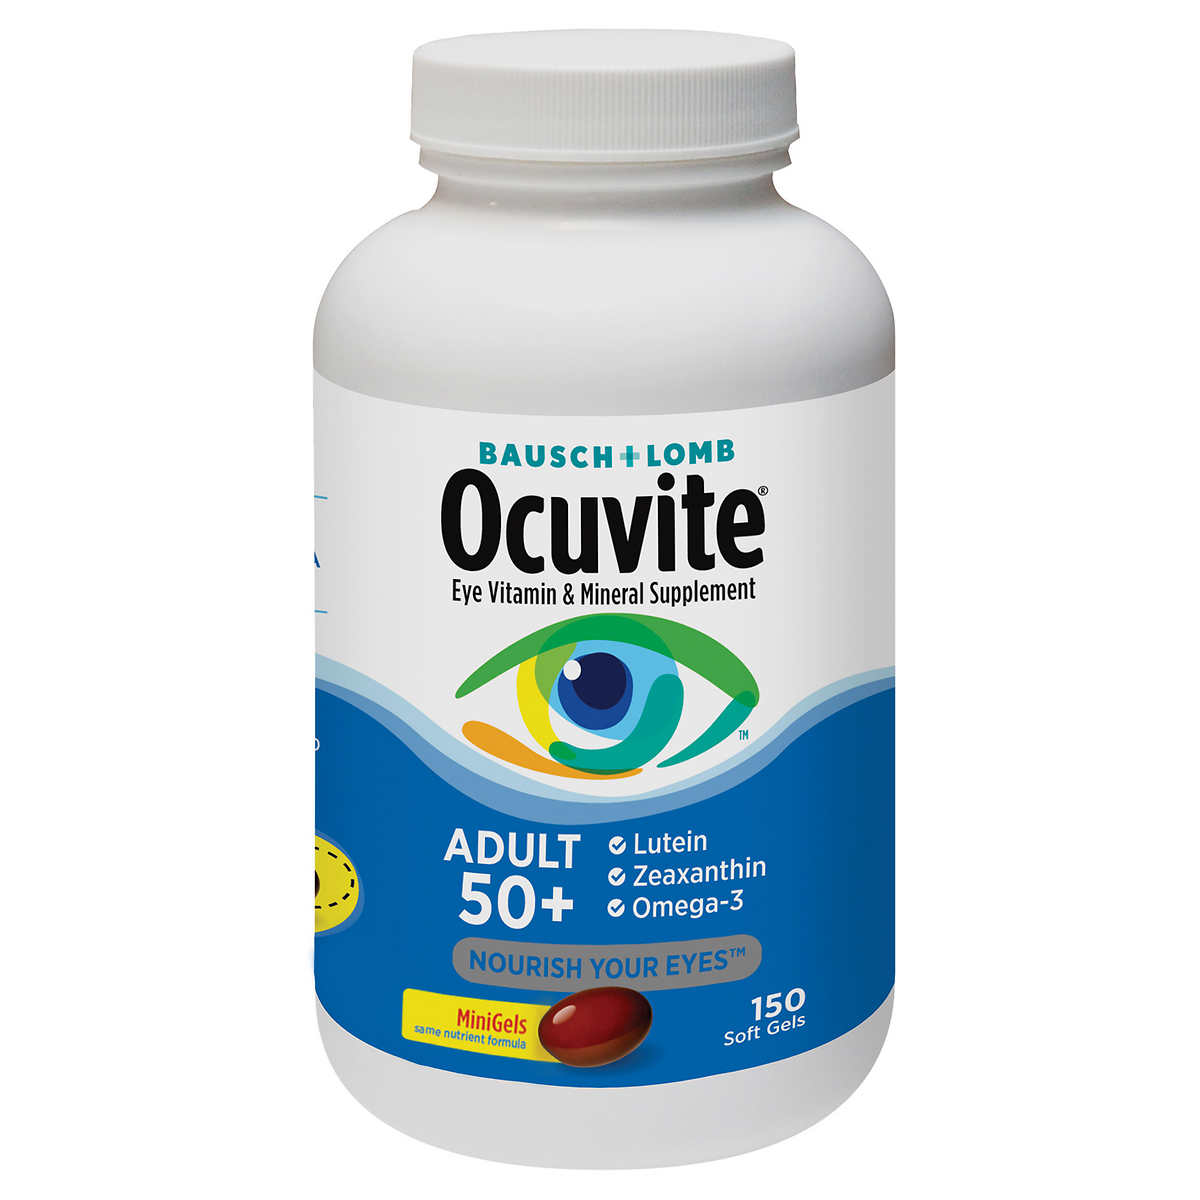 BAUSCH + LOMB
Ocuvite®
Eye Vitamin & Mineral Supplement
TM
ADULT
50+
Lutein
Zeaxanthin
Omega-3
NOURISH YOUR EYES™
MiniGels
same nutrient formula
150
Soft Gels